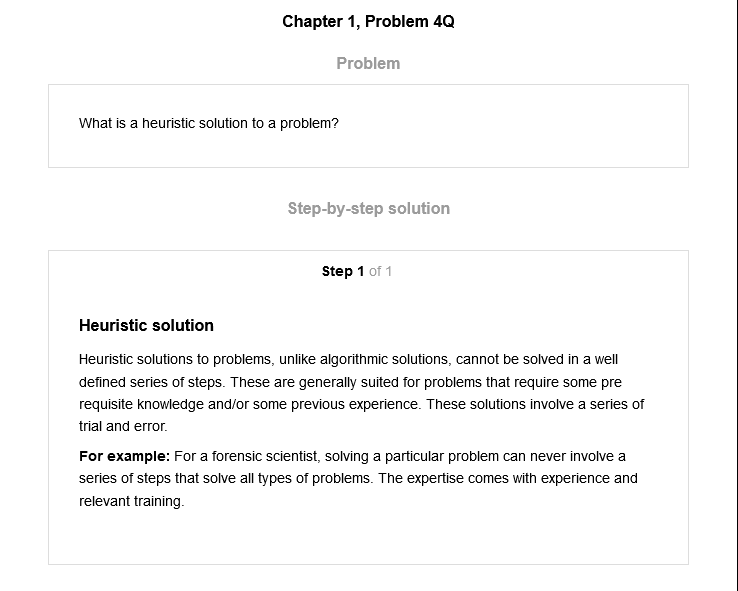 Chapter 1, Problem 4Q
Problem
What is a heuristic solution to a problem?
Step-by-step solution
Step 1 of 1
Heuristic solution
Heuristic solutions to problems, unlike algorithmic solutions, cannot be solved in a well
defined series of steps. These are generally suited for problems that require some pre
requisite knowledge and/or some previous experience. These solutions involve a series of
trial and error.
For example: For a forensic scientist, solving a particular problem can never involve a
series of steps that solve all types of problems. The expertise comes with experience and
relevant training.